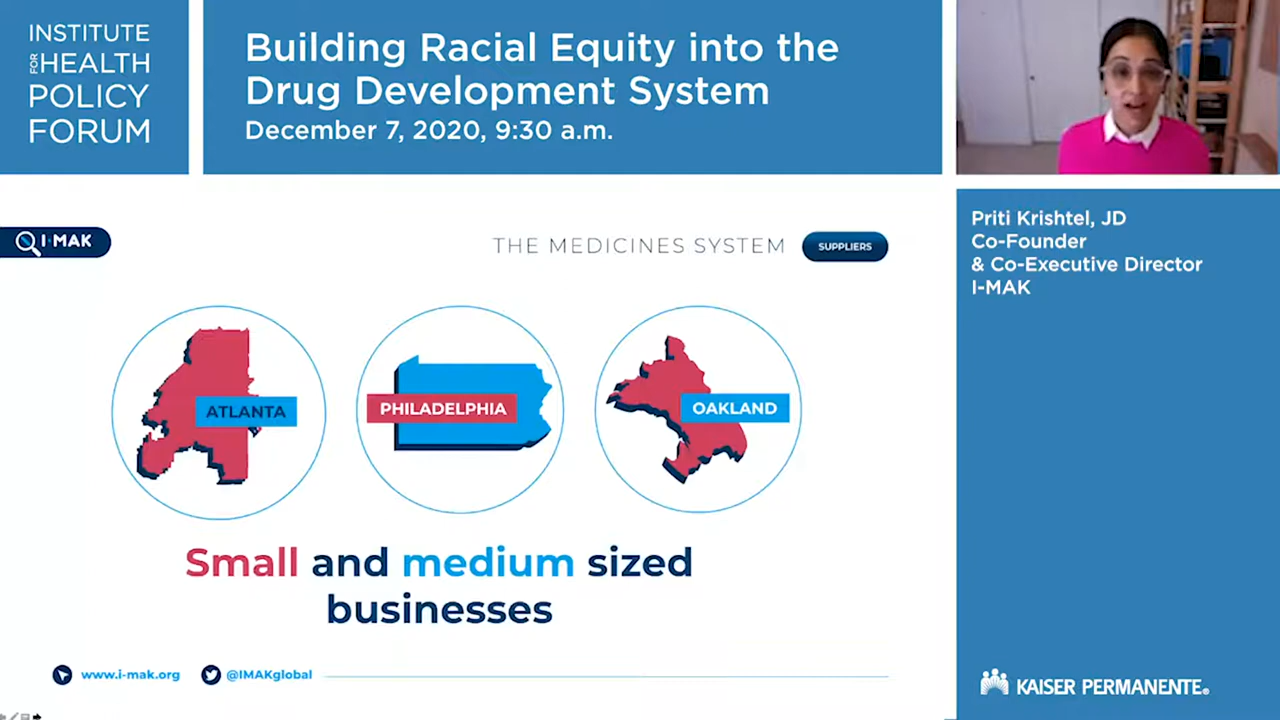 INSTITUTE
FOR HEALTH
POLICY
FORUM
Building Racial Equity into the
Drug Development System
December 7, 2020, 9:30 a.m.
Priti Krishtel, JD
Co-Founder
& Co-Executive Director
I-MAK
I-MAK
THE MEDICINES SYSTEM
SUPPLIERS
ATLANTA
PHILADELPHIA
OAKLAND
Small and medium sized
businesses
www.i-mak.org
@IMAKglobal
KAISER PERMANENTE®